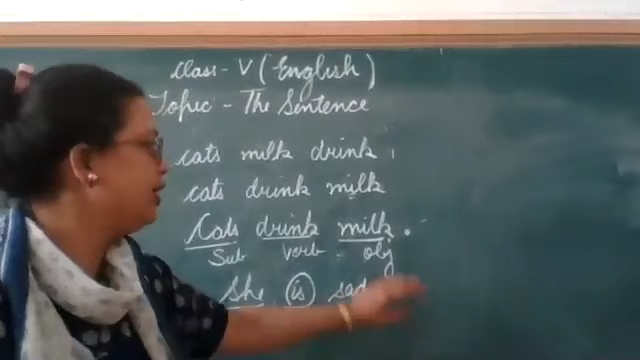 Class - V (English)
Topic - The Sentence
cats milk drink
cats drink milk
Cats drink milk.
Sub Verb - obj
She is sad